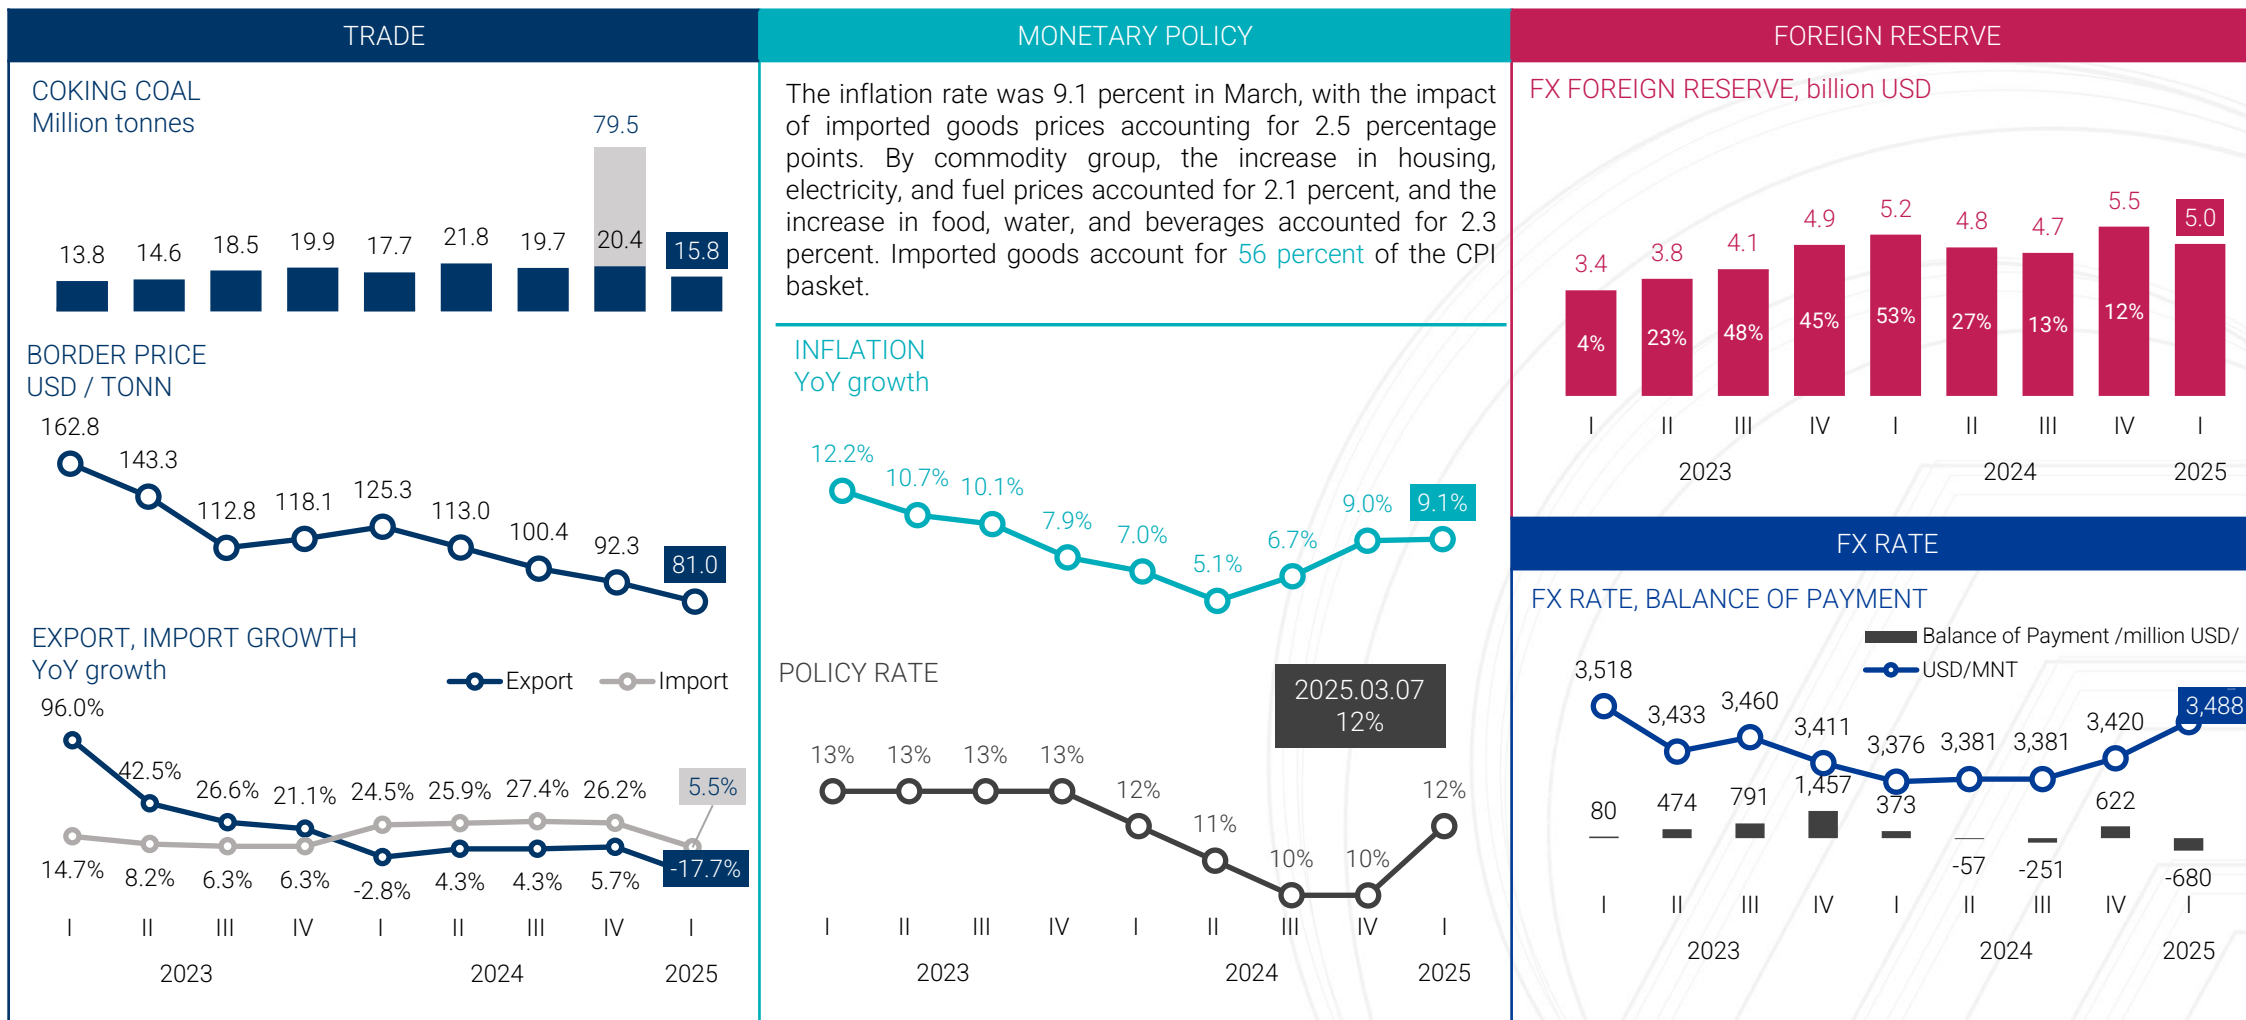 TRADE
COKING COAL
Million tonnes
79.5
13.8 14.6 18.5 19.9 17.7 21.8 19.7 20.4 15.8
BORDER PRICE
USD / TONN
162.8 143.3 112.8 118.1 125.3 113.0 100.4 92.3 81.0
EXPORT, IMPORT GROWTH
YoY growth
Export Import
96.0% 42.5% 26.6% 21.1% 24.5% 25.9% 27.4% 26.2% 5.5%
14.7% 8.2% 6.3% 6.3% -2.8% 4.3% 4.3% 5.7% -17.7%
I II III IV I II III IV I
2023 2024 2025
MONETARY POLICY
The inflation rate was 9.1 percent in March, with the impact
of imported goods prices accounting for 2.5 percentage
points. By commodity group, the increase in housing,
electricity, and fuel prices accounted for 2.1 percent, and the
increase in food, water, and beverages accounted for 2.3
percent. Imported goods account for 56 percent of the CPI
basket.
INFLATION
YoY growth
12.2% 10.7% 10.1% 7.9% 7.0% 5.1% 6.7% 9.0% 9.1%
POLICY RATE
2025.03.07
12%
13% 13% 13% 13% 12% 11% 10% 10% 12%
I II III IV I II III IV I
2023 2024 2025
FOREIGN RESERVE
FX FOREIGN RESERVE, billion USD
3.4 3.8 4.1 4.9 5.2 4.8 4.7 5.5 5.0
4% 23% 48% 45% 53% 27% 13% 12%
I II III IV I II III IV I
2023 2024 2025
FX RATE
FX RATE, BALANCE OF PAYMENT
Balance of Payment /million USD/
USD/MNT
3,518 3,433 3,460 3,411 3,376 3,381 3,381 3,420 3,488
80 474 791 1,457 373 -57 -251 622 -680
I II III IV I II III IV I
2023 2024 2025